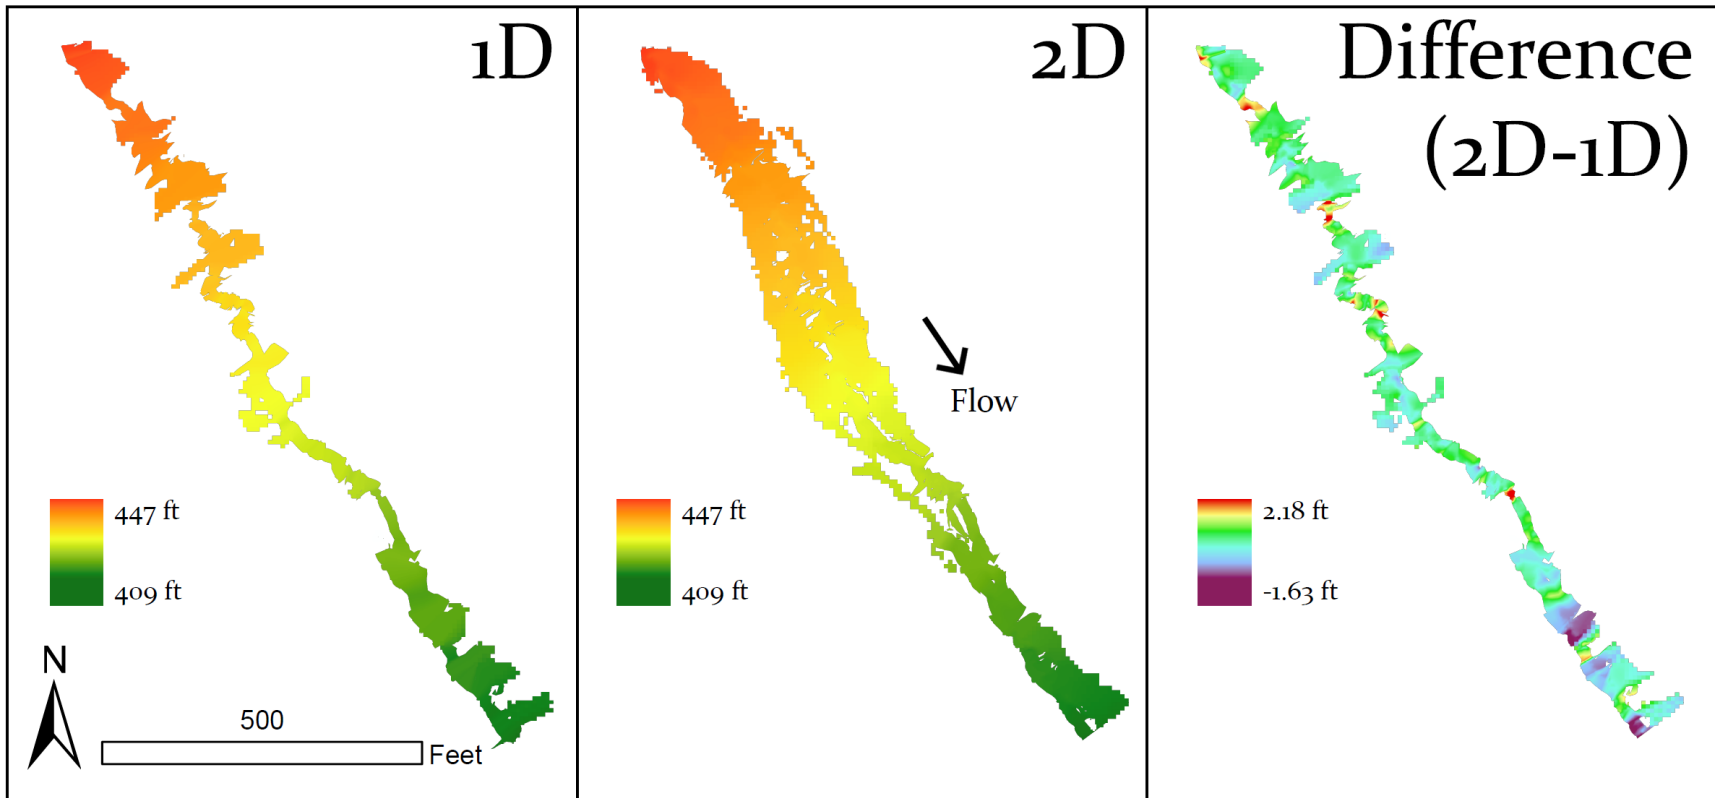 1D
447 ft
409 ft
N
500
Feet
2D
Flow
447 ft
409 ft
Difference
(2D-1D)
2.18 ft
-1.63 ft